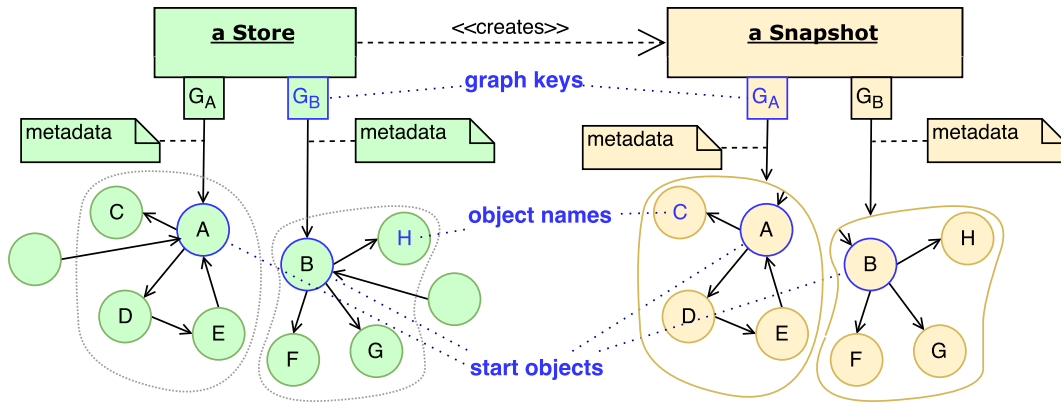 a Store
<<creates>>
a Snapshot
graph keys
GA
GB
GA
GB
metadata
metadata
metadata
metadata
object names
C
A
H
B
D
E
F
G
C
A
H
B
D
E
F
G
start objects